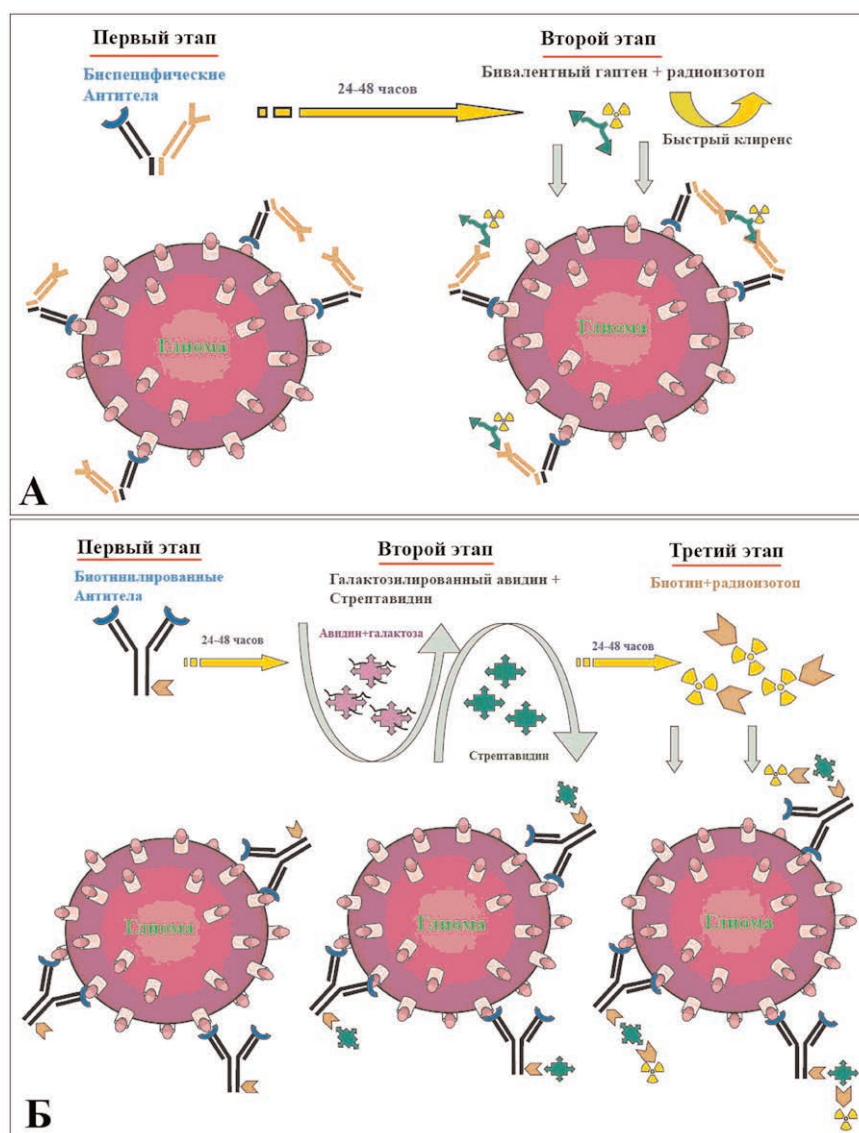 Первый этап
Биспецифические
Антитела
24-48 часов
Второй этап
Бивалентный гаптен + радиоизотоп
Быстрый клиренс
Глиома
Глиома
А
Первый этап
Биотинилированные
Антитела
24-48 часов
Второй этап
Галактозилированный авидин +
Стрептавидин
Авидин+галактоза
Стрептавидин
24-48 часов
Третий этап
Биотин+радиоизотоп
Глиома
Глиома
Глиома
Б